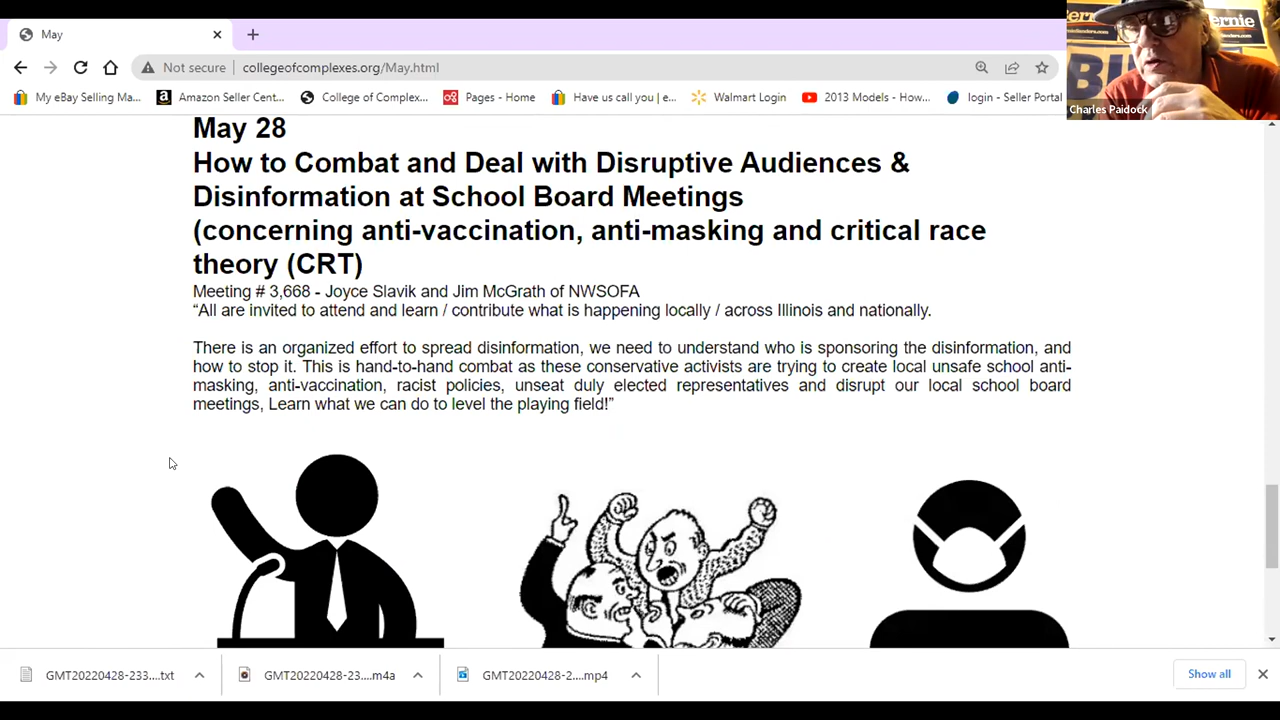 May
Not secure
collegeofcomplexes.org/May.html
My eBay Selling Ma...
Amazon Seller Cent...
College of Complex...
Pages - Home
Have us call you | e...
Walmart Login
2013 Models - How...
login - Seller Portal
ernie
ernie
Charles Paidock
May 28
How to Combat and Deal with Disruptive Audiences &
Disinformation at School Board Meetings
(concerning anti-vaccination, anti-masking and critical race
theory (CRT)
Meeting # 3,668 - Joyce Slavik and Jim McGrath of NWSOFA
“All are invited to attend and learn / contribute what is happening locally / across Illinois and nationally.
There is an organized effort to spread disinformation, we need to understand who is sponsoring the disinformation, and
how to stop it. This is hand-to-hand combat as these conservative activists are trying to create local unsafe school anti-
masking, anti-vaccination, racist policies, unseat duly elected representatives and disrupt our local school board
meetings, Learn what we can do to level the playing field!”
GMT20220428-233....txt
GMT20220428-23....m4a
GMT20220428-2....mp4
Show all